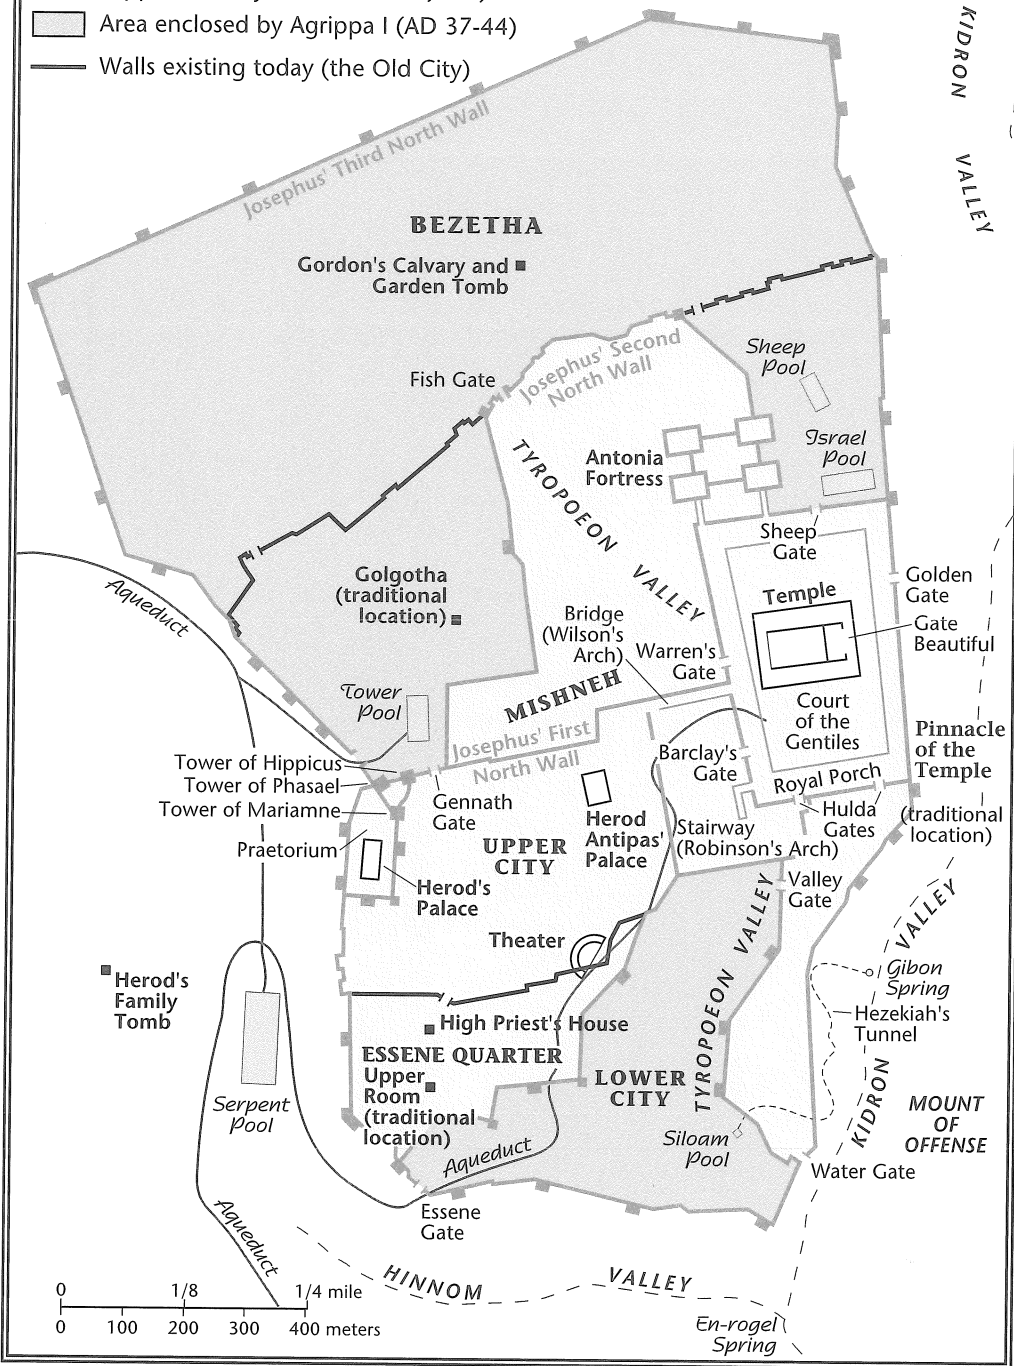 Area enclosed by Agrippa I (AD 37-44)
Walls existing today (the Old City)
KIDRON VALLEY
Josephus' Third North Wall
BEZETHA
Gordon's Calvary and
Garden Tomb
Sheep
Pool
Josephus' Second
North Wall
Fish Gate
Israel
Pool
Antonia
Fortress
TYROPOEON VALLEY
Sheep
Gate
Golgotha
(traditional
location)
Aqueduct
Golden
Gate
Temple
Gate
Beautiful
Bridge
(Wilson's
Arch)
Warren's
Gate
MISHNEH
Tower
Pool
Court
of the
Gentiles
Josephus' First
North Wall
Pinnacle
of the
Temple
(traditional
location)
Barclay's
Gate
Royal Porch
Tower of Hippicus
Tower of Phasael
Tower of Mariamne
Gennath
Gate
Herod
Antipas'
Palace
Hulda
Gates
Stairway
(Robinson's Arch)
Praetorium
UPPER
CITY
Herod's
Palace
Valley
Gate
Theater
TYROPOEON VALLEY
KIDRON VALLEY
Herod's
Family
Tomb
Gibon
Spring
Hezekiah's
Tunnel
High Priest's House
ESSENE QUARTER
Upper
Room
(traditional
location)
LOWER
CITY
Serpent
Pool
MOUNT
OF
OFFENSE
Siloam
Pool
Aqueduct
Water Gate
Essene
Gate
Aqueduct
HINNOM VALLEY
En-rogel
Spring
0 1/8 1/4 mile
0 100 200 300 400 meters